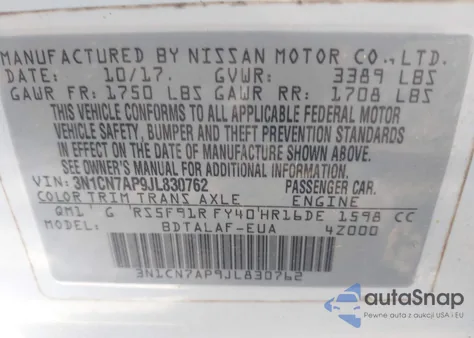 MANUFACTURED BY NISSAN MOTOR CO., LTD.
DATE: 10/17. GVWR: 3389 LBS
GAWR FR: 1750 LBS GAWR RR: 1708 LBS
THIS VEHICLE CONFORMS TO ALL APPLICABLE FEDERAL MOTOR
VEHICLE SAFETY, BUMPER AND THEFT PREVENTION STANDARDS
IN EFFECT ON THE DATE OF MANUFACTURE SHOWN ABOVE.
SEE OWNER'S MANUAL FOR ADDITIONAL INFORMATION.
VIN: 3N1CN7AP9JL830762 PASSENGER CAR
COLOR TRIM TRANS AXLE ENGINE
QM1 G RS5F91R FY40 HR16DE 1598 CC
MODEL: BDTALAF-EUA 4Z000
3N1CN7AP9JL830762
autoSnap
Pewne auta z aukcji USA i EU